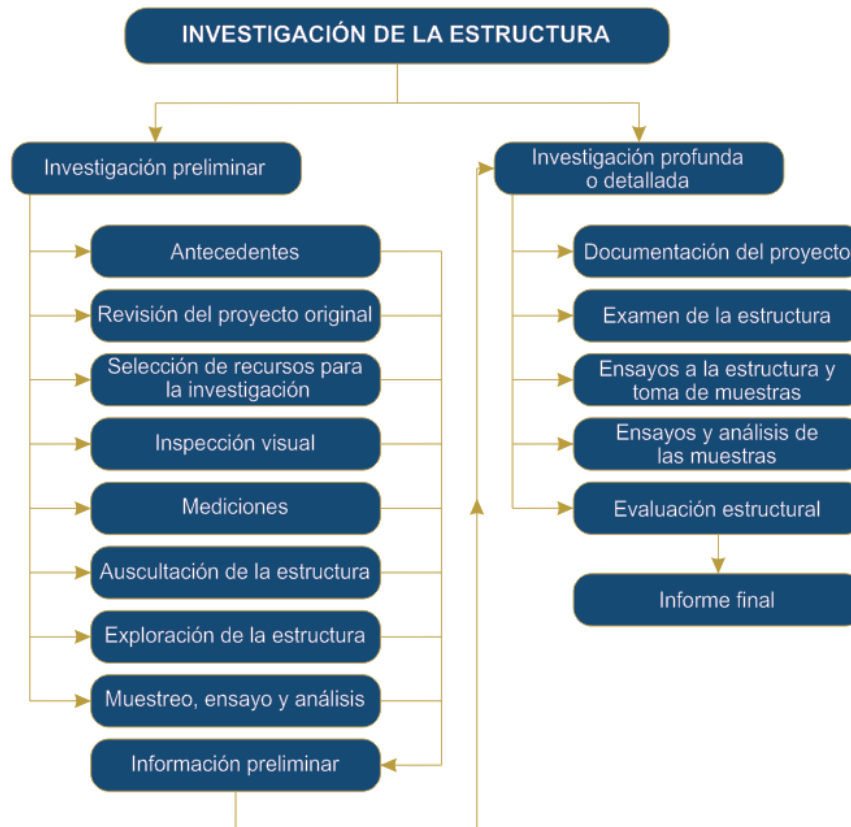 INVESTIGACIÓN DE LA ESTRUCTURA
Investigación preliminar
Antecedentes
Revisión del proyecto original
Selección de recursos para
la investigación
Inspección visual
Mediciones
Auscultación de la estructura
Exploración de la estructura
Muestreo, ensayo y análisis
Información preliminar
Investigación profunda
o detallada
Documentación del proyecto
Examen de la estructura
Ensayos a la estructura y
toma de muestras
Ensayos y análisis de
las muestras
Evaluación estructural
Informe final